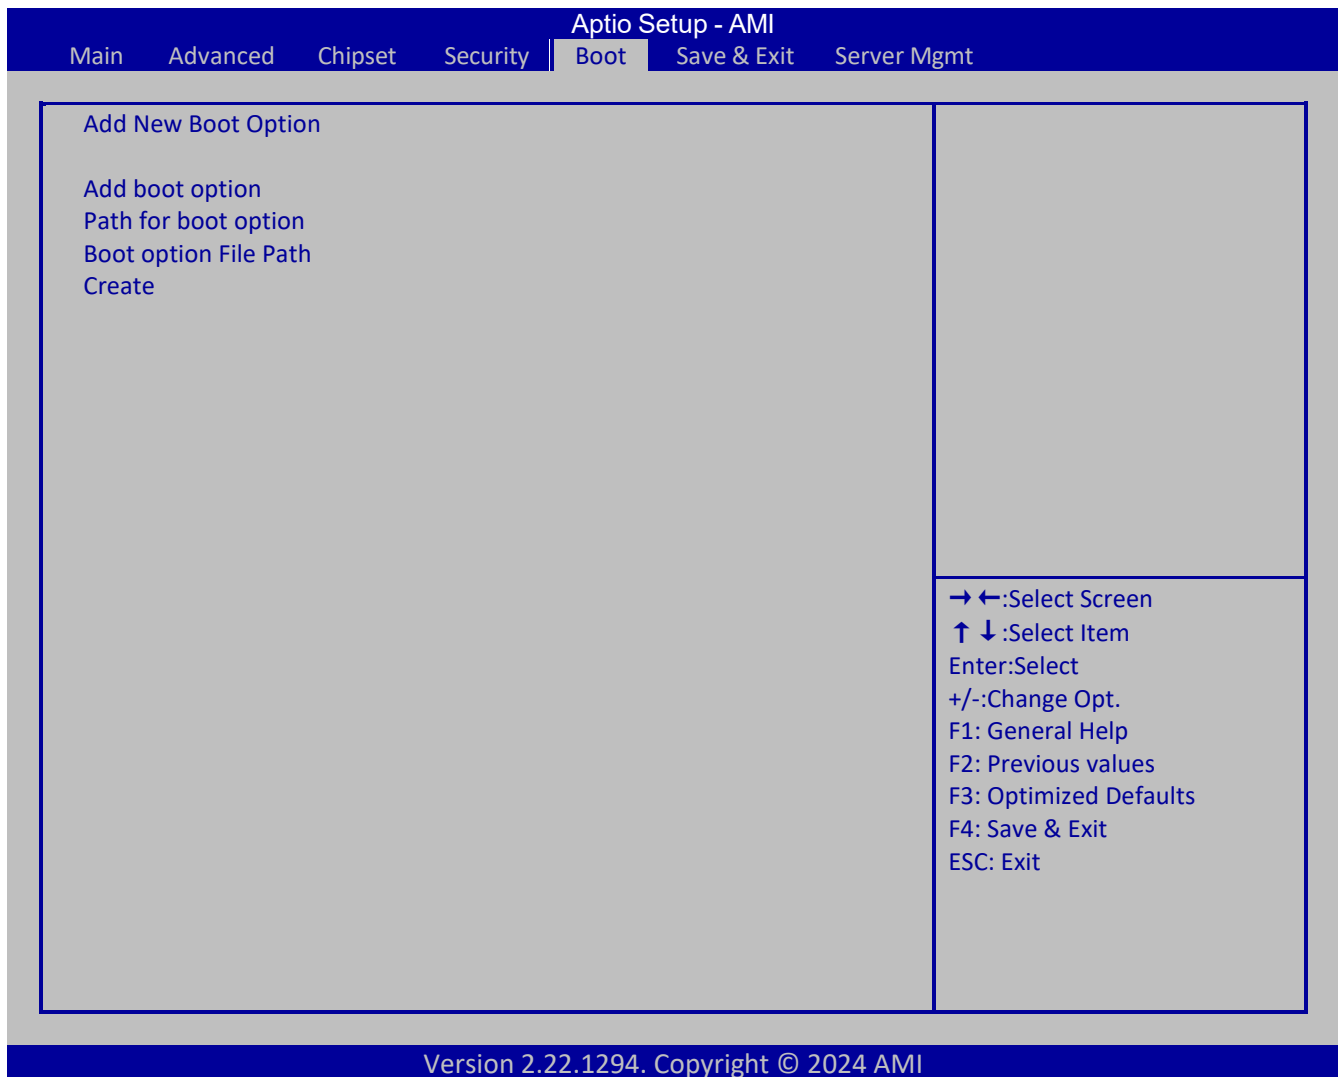 Aptio Setup - AMI
Main Advanced Chipset Security Boot Save & Exit Server Mgmt
Add New Boot Option
Add boot option
Path for boot option
Boot option File Path
Create
→ ←:Select Screen
↑ ↓ :Select Item
Enter:Select
+/-:Change Opt.
F1: General Help
F2: Previous values
F3: Optimized Defaults
F4: Save & Exit
ESC: Exit
Version 2.22.1294. Copyright © 2024 AMI